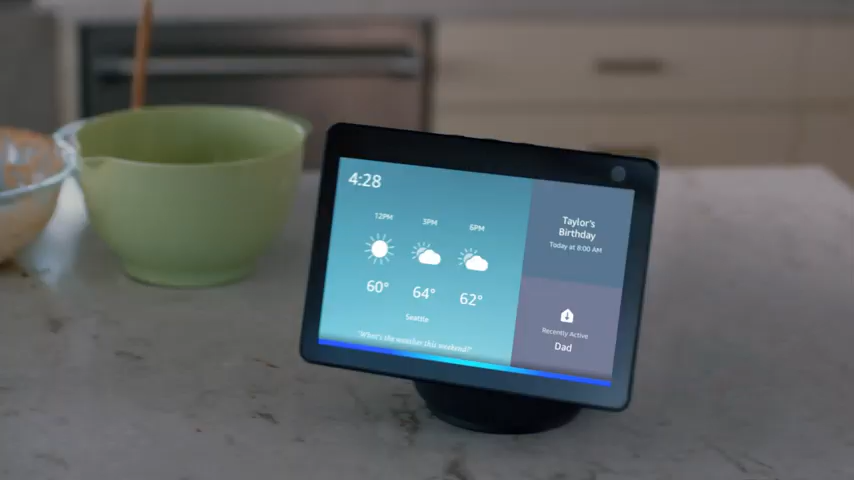 4:28
12PM 3PM 6PM
60° 64° 62°
Seattle
"What's the weather this weekend?"
Taylor's
Birthday
Today at 8:00 AM
Recently Active
Dad